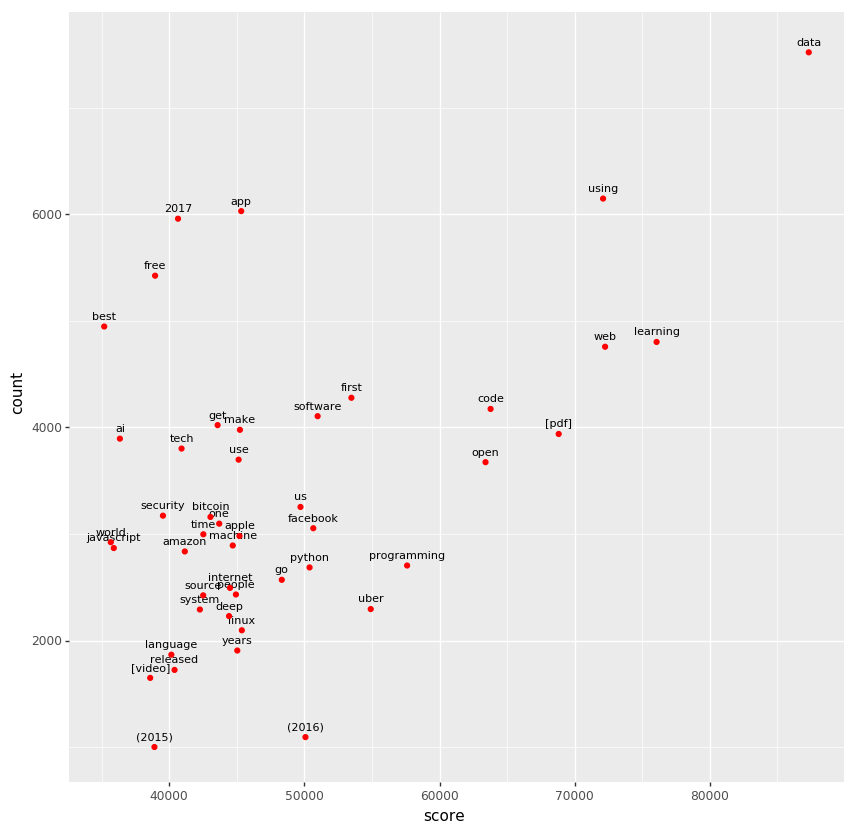 data
using
app
2017
free
best
learning
web
first
software
code
[pdf]
get
make
ai
tech
use
open
security
bitcoin
us
one
facebook
time
apple
world
machine
javascript
amazon
python
programming
go
internet
people
source
system
uber
deep
linux
years
language
released
[video]
(2016)
(2015)
6000
4000
2000
count
40000
50000
60000
70000
80000
score